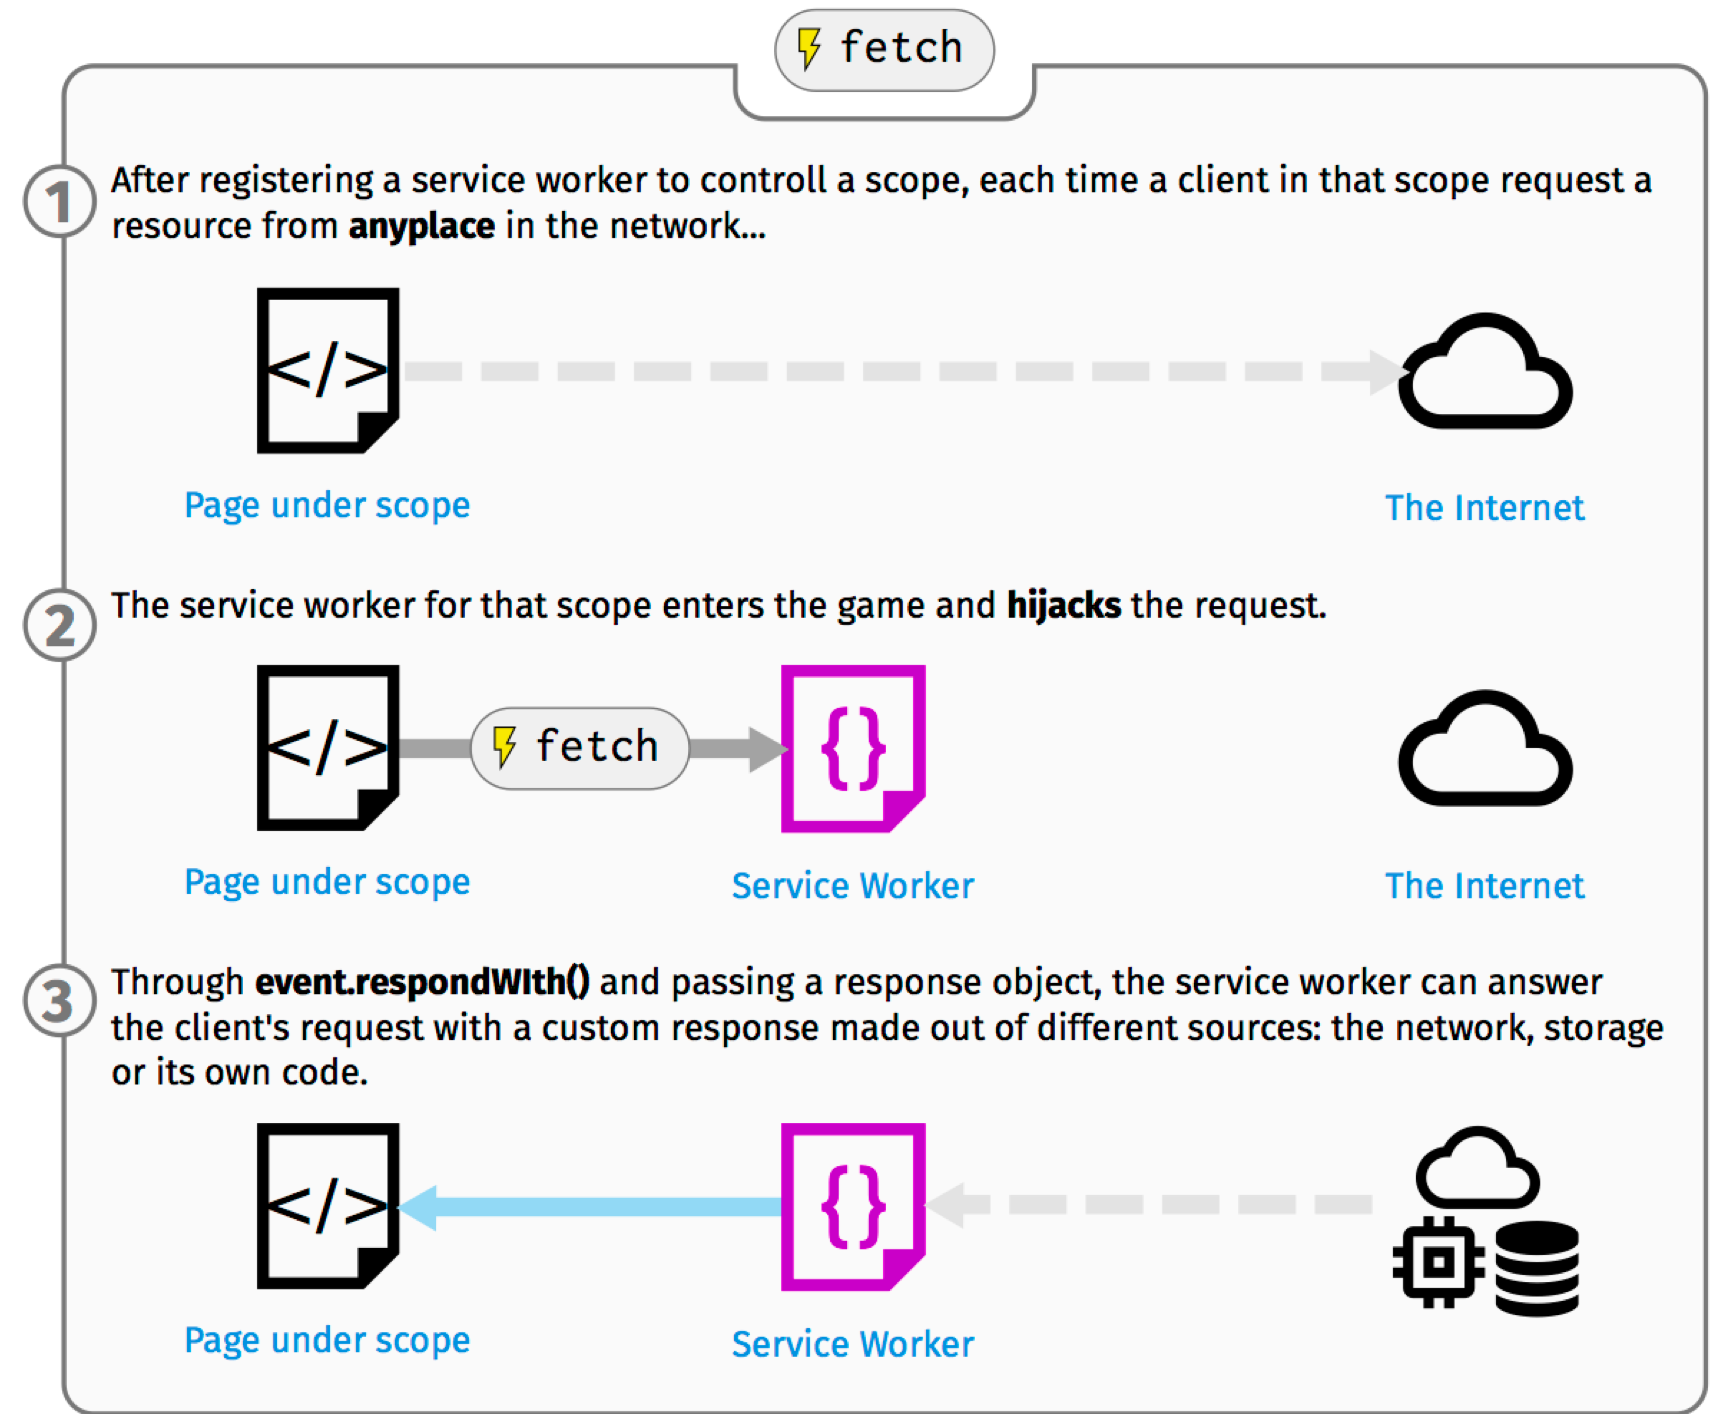 fetch
1
After registering a service worker to controll a scope, each time a client in that scope request a
resource from anyplace in the network...
</>
Page under scope
The Internet
2
The service worker for that scope enters the game and hijacks the request.
</>
fetch
{}
Page under scope
Service Worker
The Internet
3
Through event.respondWIth() and passing a response object, the service worker can answer
the client's request with a custom response made out of different sources: the network, storage
or its own code.
</>
{}
Page under scope
Service Worker